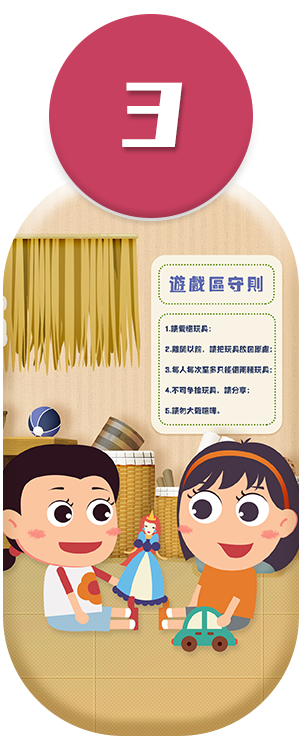 3
遊戲區守則
1.請愛惜玩具;
2.離開以前，請把玩具放回原處;
3.每人每次至多只能借兩種玩具;
4.不可爭搶玩具，請分享;
5.請勿大聲喧嘩。